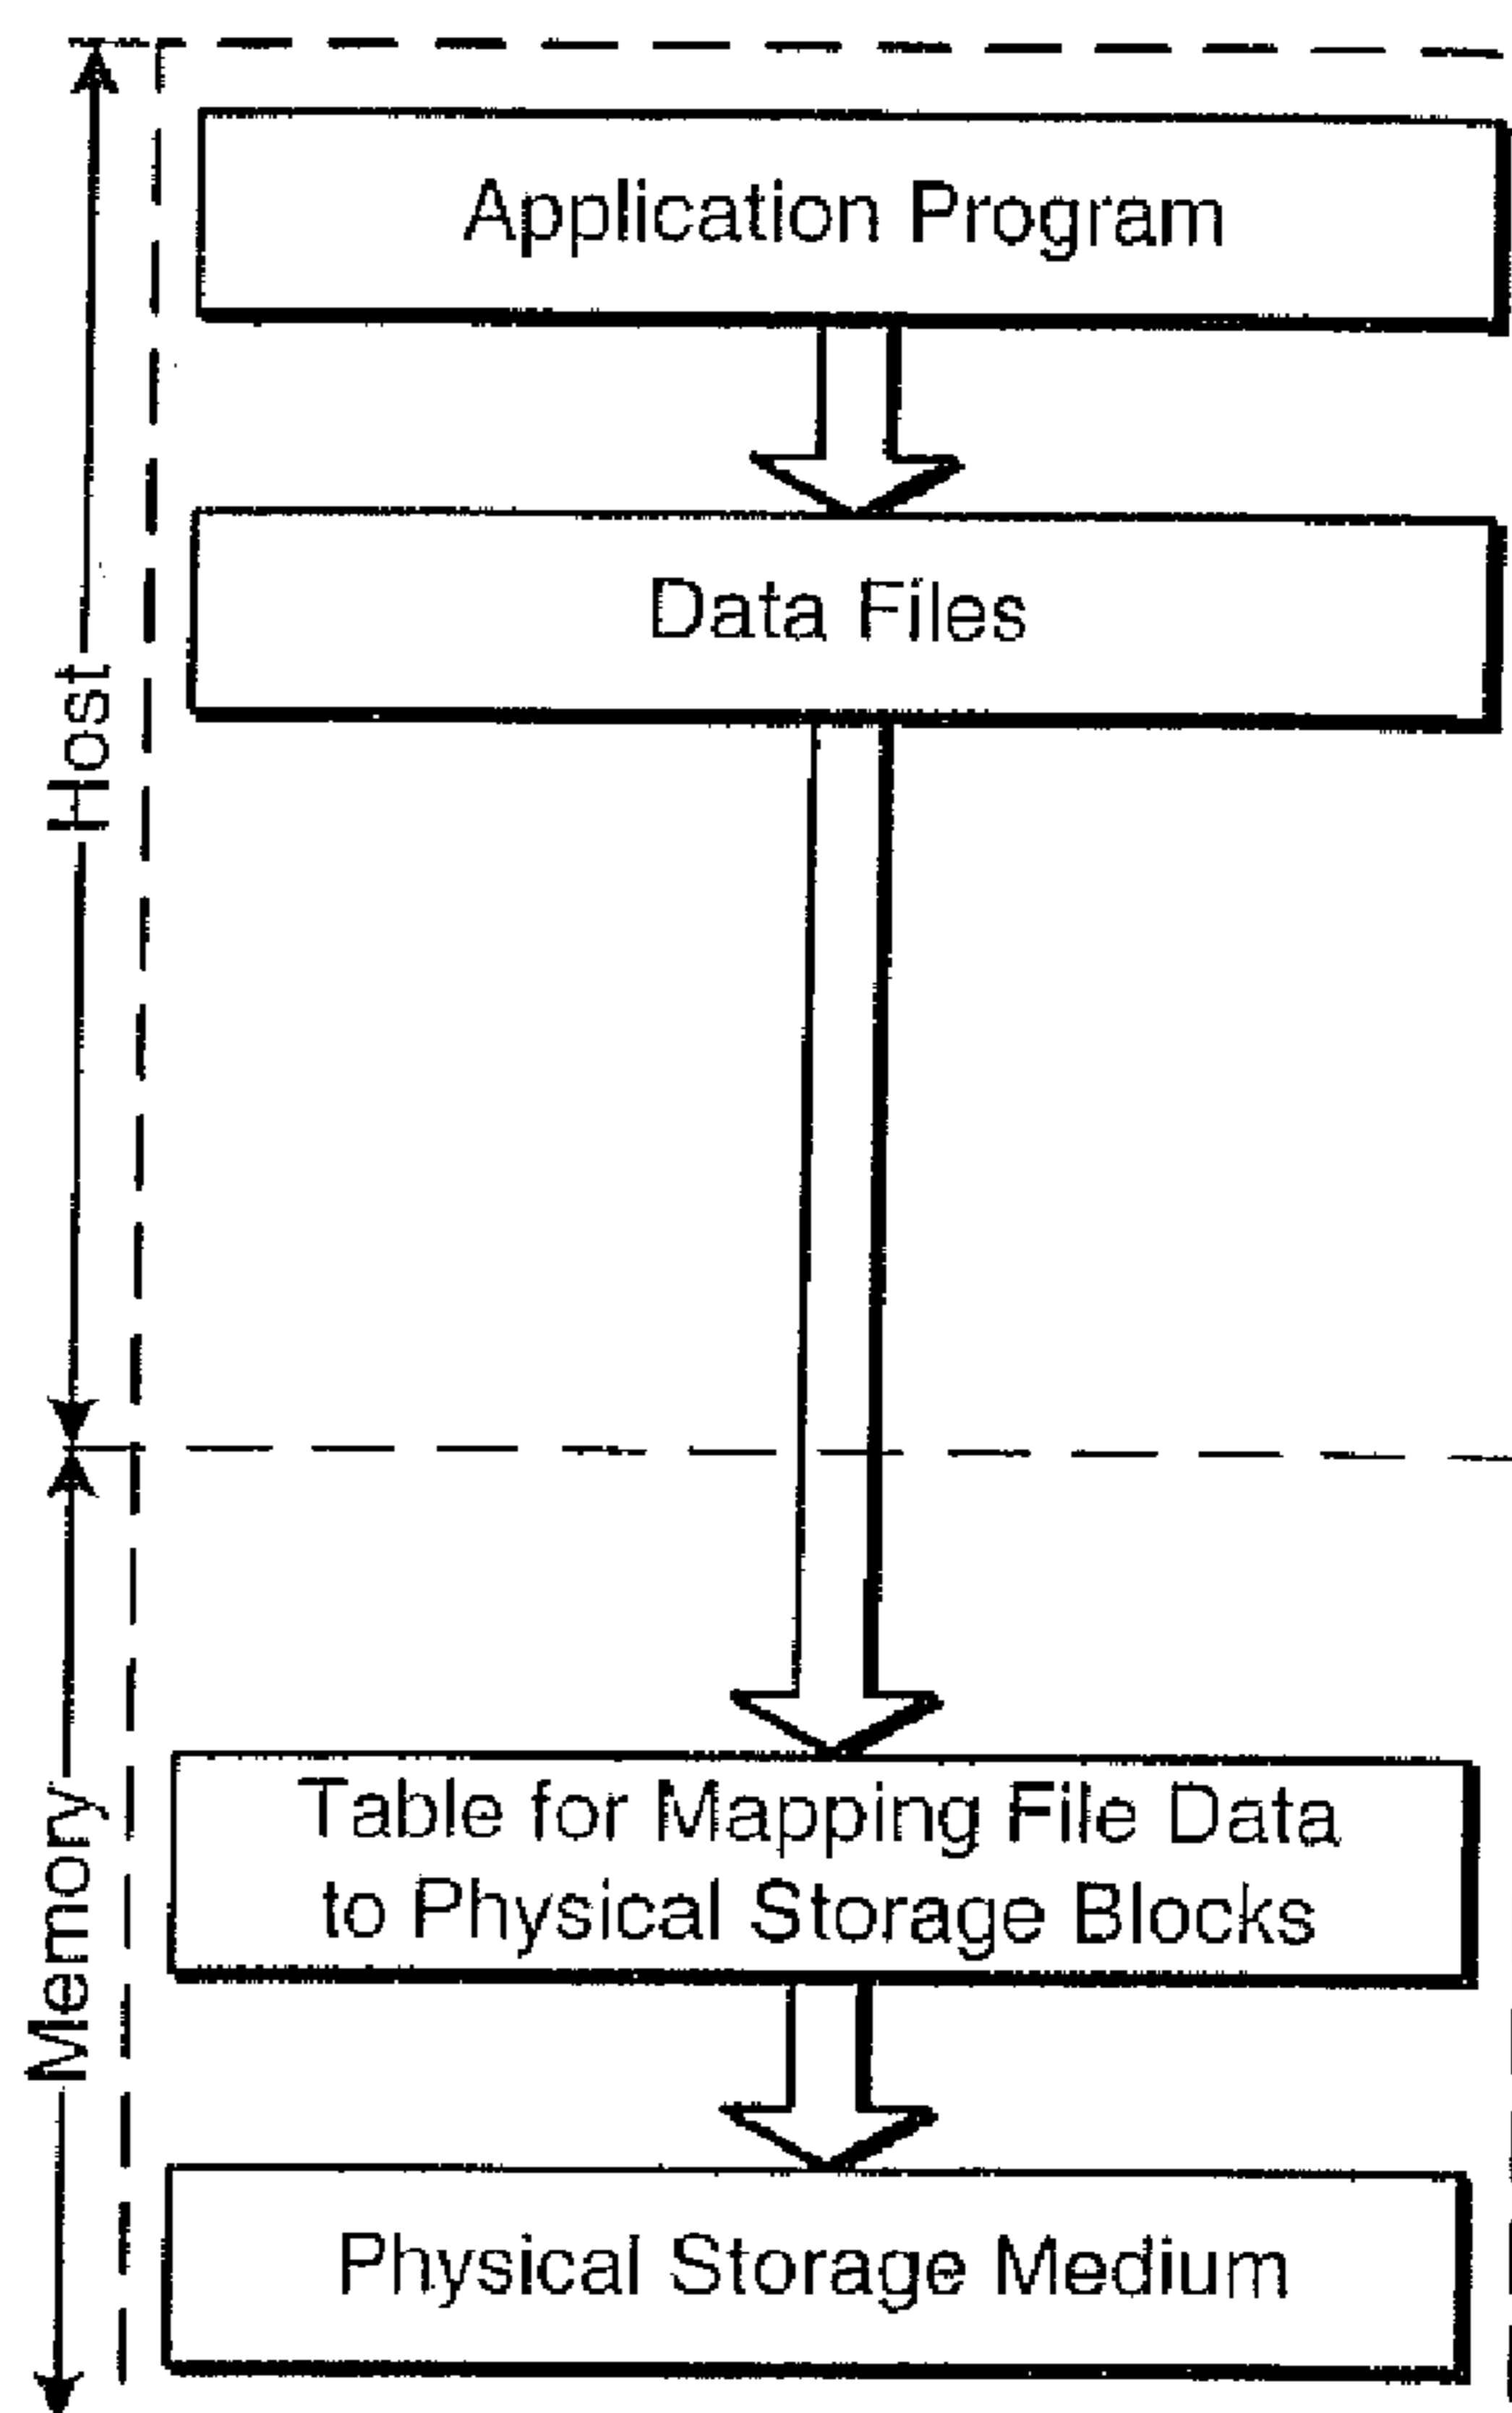 Application Program
Data Files
Host
Table for Mapping File Data
to Physical Storage Blocks
Memory
Physical Storage Medium